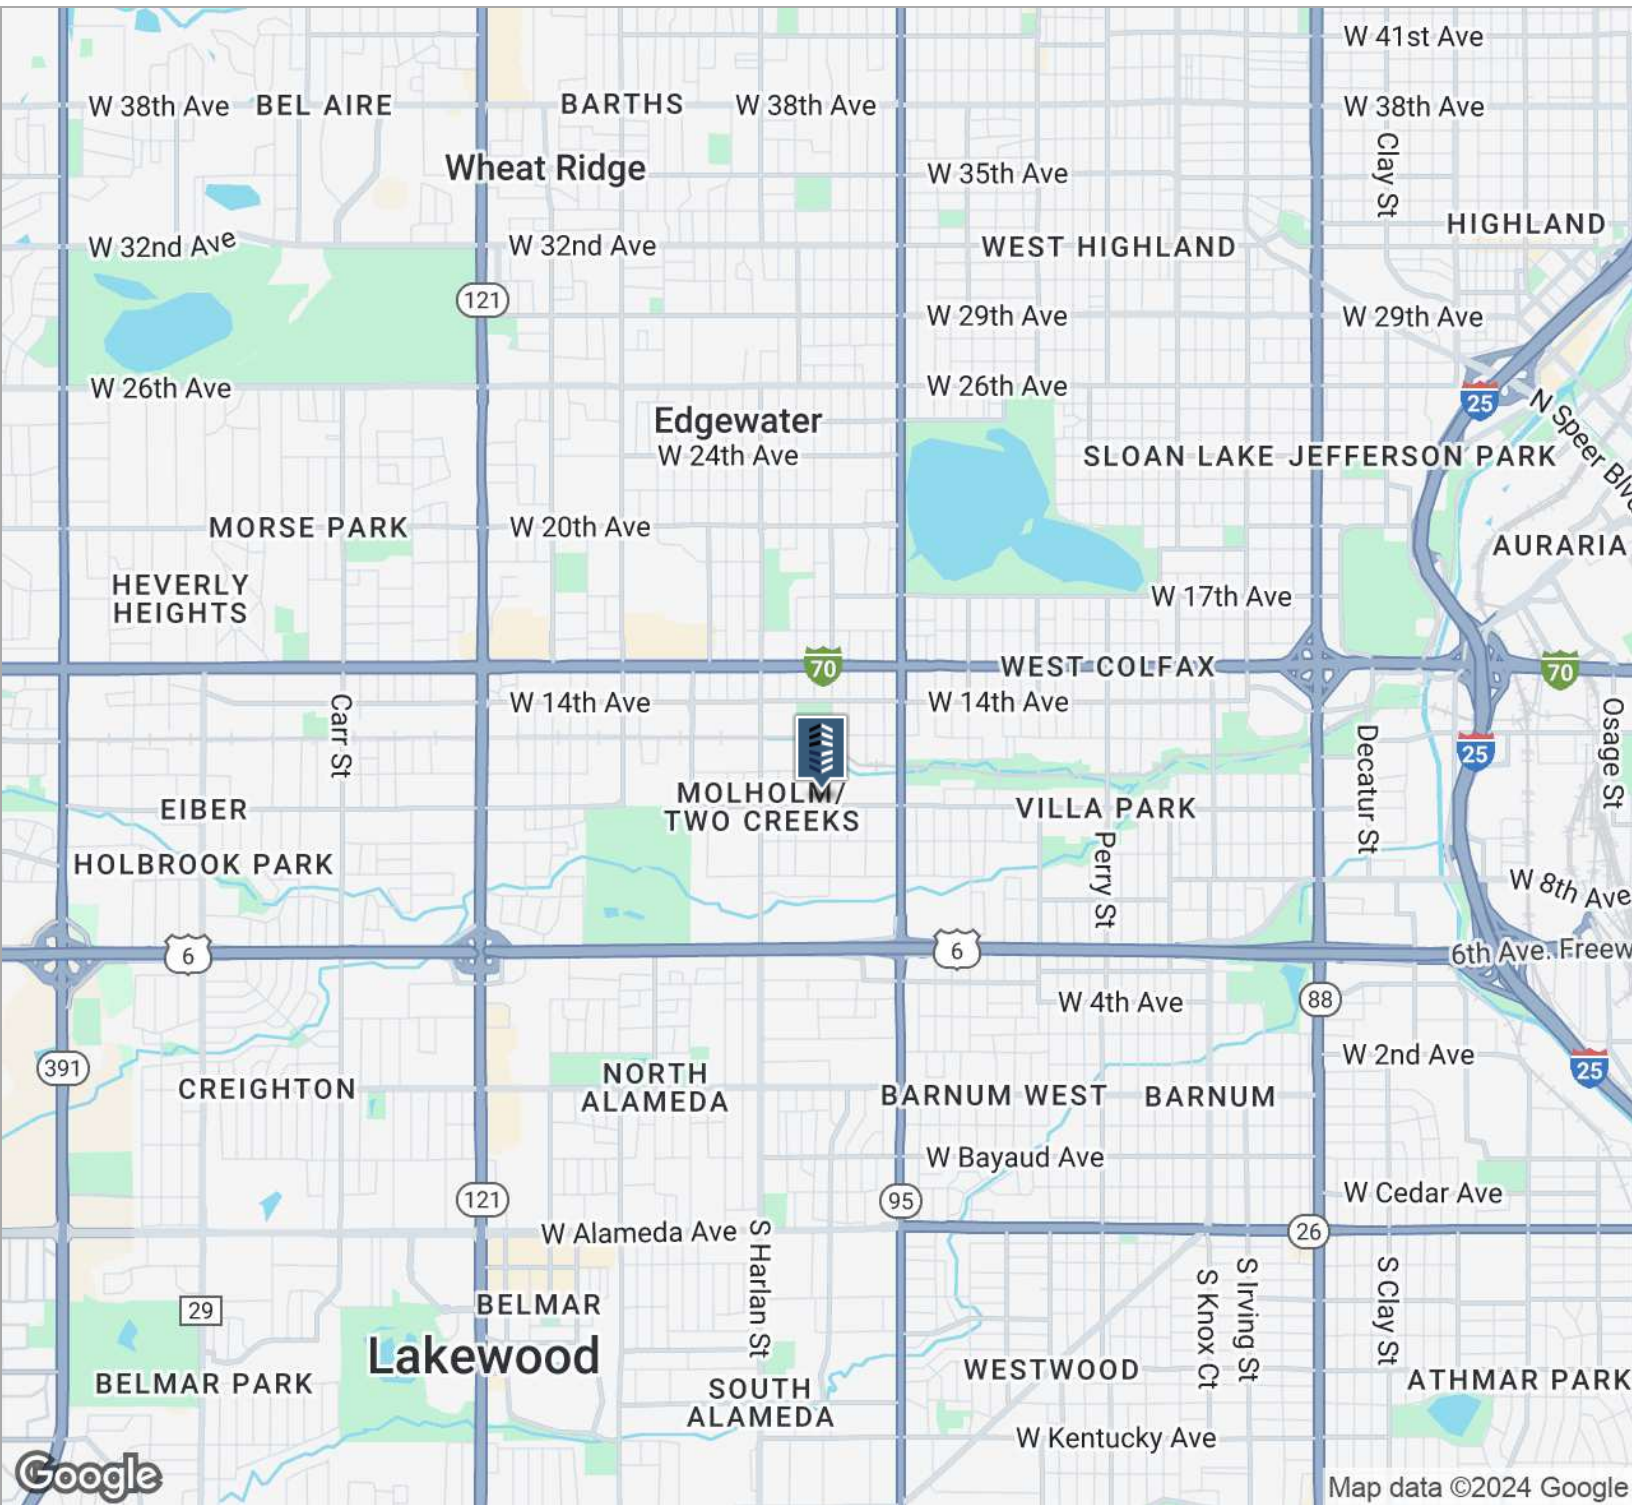 W 41st Ave
W 38th Ave
BEL AIRE
BARTHS
W 38th Ave
W 38th Ave
Clay St
Wheat Ridge
W 35th Ave
HIGHLAND
W 32nd Ave
W 32nd Ave
WEST HIGHLAND
121
W 29th Ave
W 29th Ave
W 26th Ave
W 26th Ave
25
N Speer Blv
Edgewater
W 24th Ave
SLOAN LAKE
JEFFERSON PARK
MORSE PARK
W 20th Ave
AURARIA
HEVERLY
HEIGHTS
W 17th Ave
70
WEST COLFAX
70
Carr St
W 14th Ave
W 14th Ave
Osage St
Decatur St
25
EIBER
MOLHOLM/
TWO CREEKS
VILLA PARK
HOLBROOK PARK
Perry St
W 8th Ave
6
6
6th Ave. Freew
W 4th Ave
88
391
W 2nd Ave
25
CREIGHTON
NORTH
ALAMEDA
BARNUM WEST
BARNUM
W Bayaud Ave
121
95
W Cedar Ave
W Alameda Ave
26
S Harlan St
S Knox Ct
S Irving St
S Clay St
29
BELMAR
Lakewood
BELMAR PARK
SOUTH
ALAMEDA
WESTWOOD
ATHMAR PARK
W Kentucky Ave
Google
Map data ©2024 Google